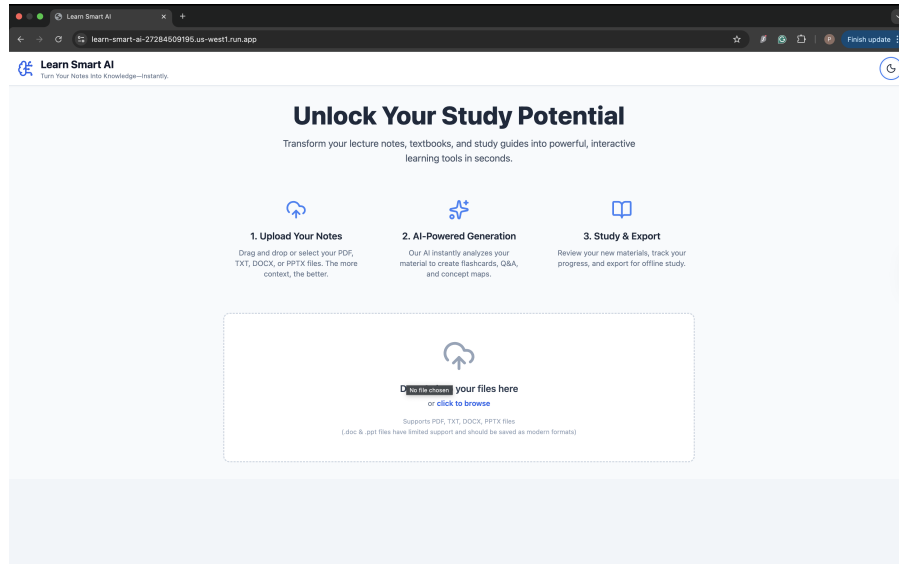 Learn Smart AI
learn-smart-ai-27284509195.us-west1.run.app
P
Finish update
Learn Smart AI
Turn Your Notes Into Knowledge—Instantly.
Unlock Your Study Potential
Transform your lecture notes, textbooks, and study guides into powerful, interactive
learning tools in seconds.
1. Upload Your Notes
Drag and drop or select your PDF,
TXT, DOCX, or PPTX files. The more
context, the better.
2. AI-Powered Generation
Our AI instantly analyzes your
material to create flashcards, Q&A,
and concept maps.
3. Study & Export
Review your new materials, track your
progress, and export for offline study.
No file chosen
your files here
or click to browse
Supports PDF, TXT, DOCX, PPTX files
(.doc & .ppt files have limited support and should be saved as modern formats)